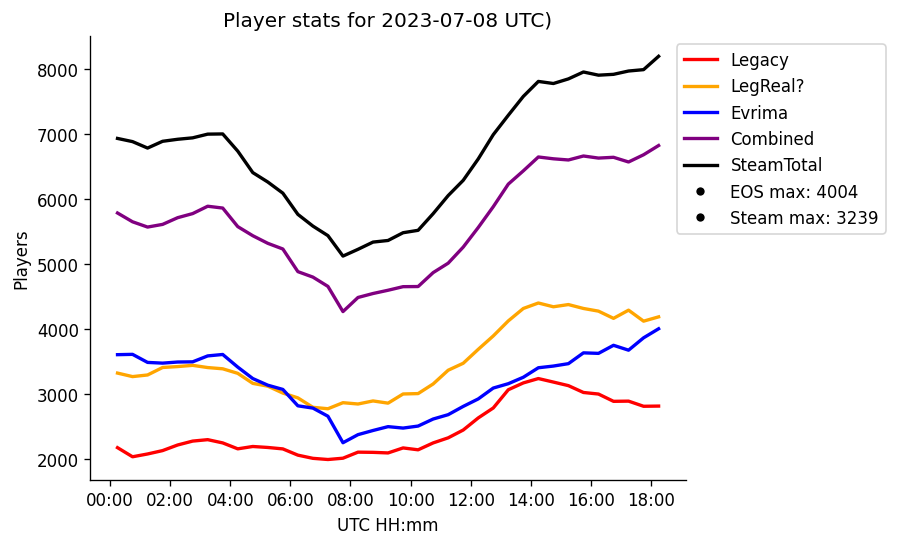 Player stats for 2023-07-08 UTC)
Players
8000
7000
6000
5000
4000
3000
2000
00:00 02:00 04:00 06:00 08:00 10:00 12:00 14:00 16:00 18:00
UTC HH:mm
Legacy
LegReal?
Evrima
Combined
SteamTotal
EOS max: 4004
Steam max: 3239